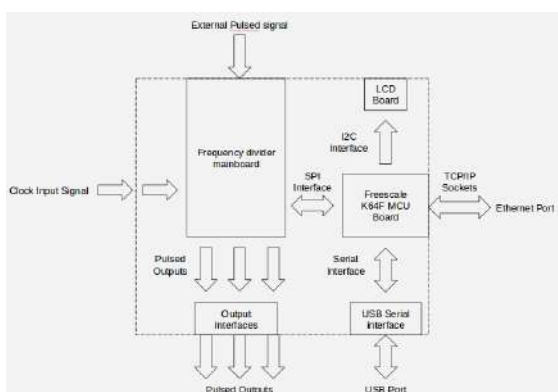 External Pulsed signal
LCD
Board
Frequency divider
mainboard
I2C
Interface
SPI
Interface
TCP/IP
Sockets
Clock Input Signal
Freescale
K64F MCU
Board
Ethernet Port
Pulsed
Outputs
Serial
Interface
Output
Interfaces
USB Serial
interface
Pulsed Outputs
USB Port